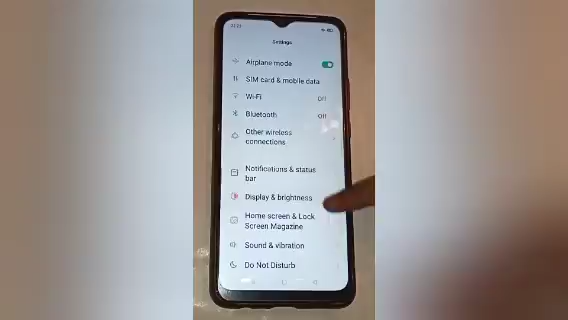 Settings
Airplane mode
SIM card & mobile data
Wi-Fi
Off
Bluetooth
Off
Other wireless
connections
Notifications & status
bar
Display & brightness
Home screen & Lock
Screen Magazine
Sound & vibration
Do Not Disturb